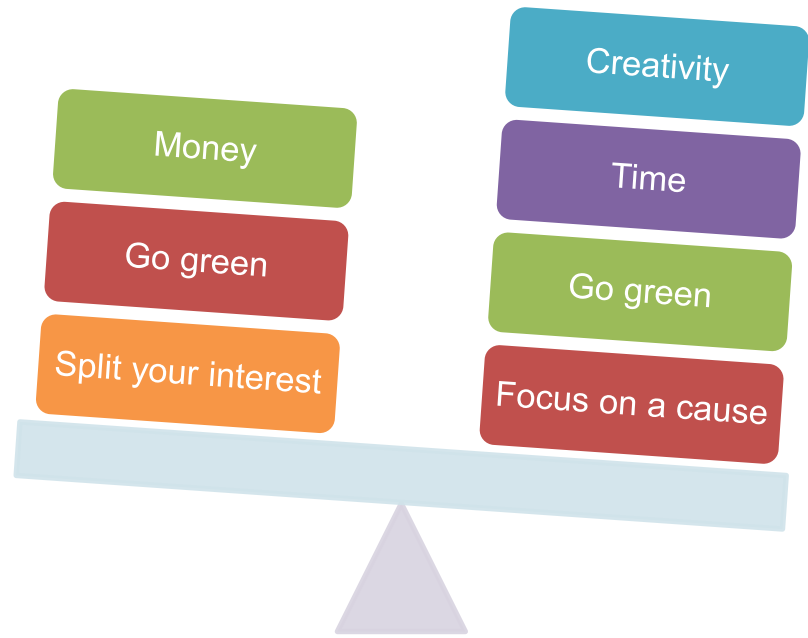 Money
Go green
Split your interest
Creativity
Time
Go green
Focus on a cause